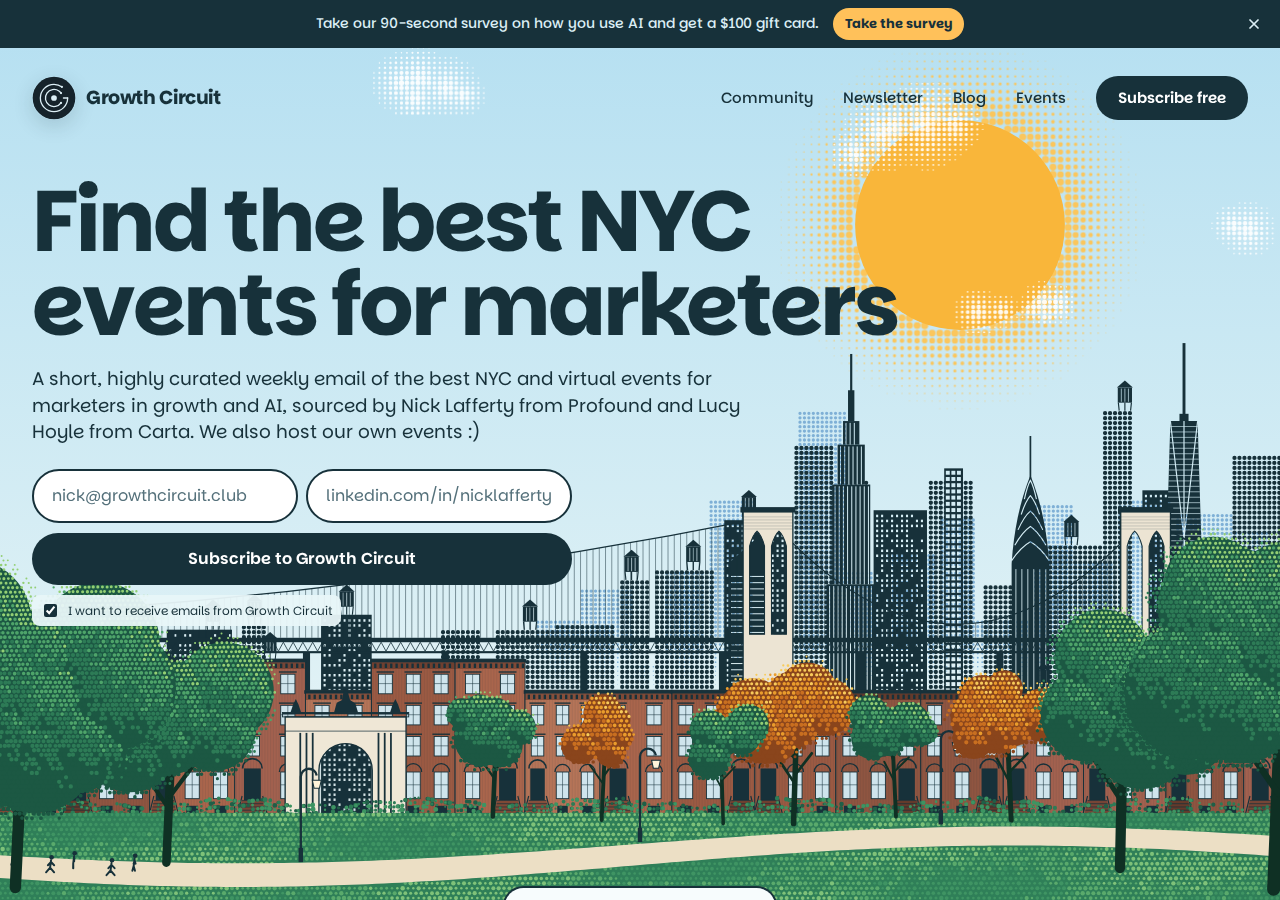 Take our 90-second survey on how you use AI and get a $100 gift card.
Take the survey
×
Growth Circuit
Community
Newsletter
Blog
Events
Subscribe free
Find the best NYC
events for marketers
A short, highly curated weekly email of the best NYC and virtual events for
marketers in growth and AI, sourced by Nick Lafferty from Profound and Lucy
Hoyle from Carta. We also host our own events :)
nick@growthcircuit.club
linkedin.com/in/nicklafferty
Subscribe to Growth Circuit
I want to receive emails from Growth Circuit